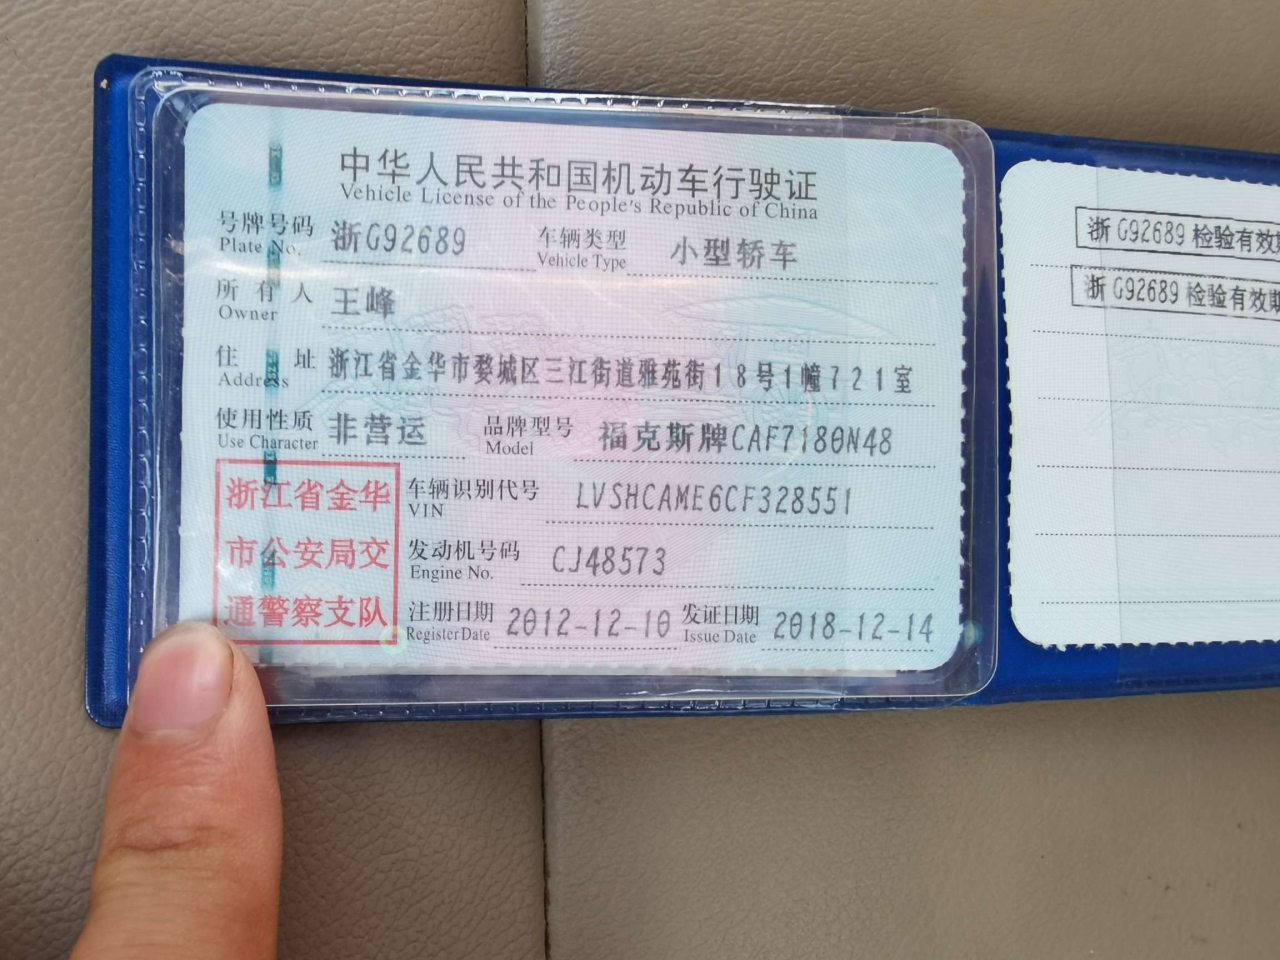 中华人民共和国机动车行驶证
Vehicle License of the People's Republic of China
号牌号码 浙G92689 车辆类型 小型轿车
Plate No. Vehicle Type
所有人 王峰
Owner
住址 浙江省金华市婺城区三江街道雅苑街18号1幢721室
Address
使用性质 非营运 品牌型号 福克斯牌CAF7180N48
Use Character Model
浙江省金华
市公安局交
通警察支队
车辆识别代号 LVSHCAME6CF328551
VIN
发动机号码 CJ48573
Engine No.
注册日期 2012-12-10 发证日期 2018-12-14
Register Date Issue Date
浙G92689 检验有效期
浙G92689 检验有效期